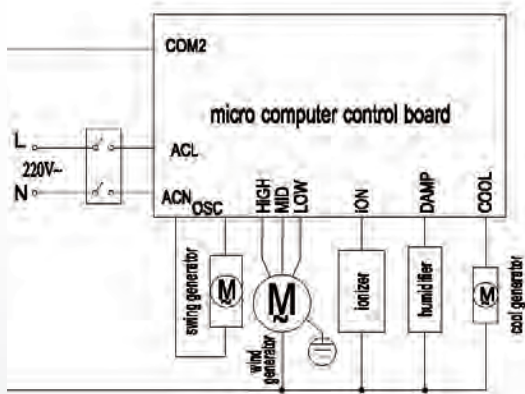 COM2
micro computer control board
L
ACL
220V~
N
ACN
OSC
HIGH
MID
LOW
iON
DAMP
COOL
swing generator
M
~
M
~
wind
generator
ionizer
humidifier
M
~
cool generator